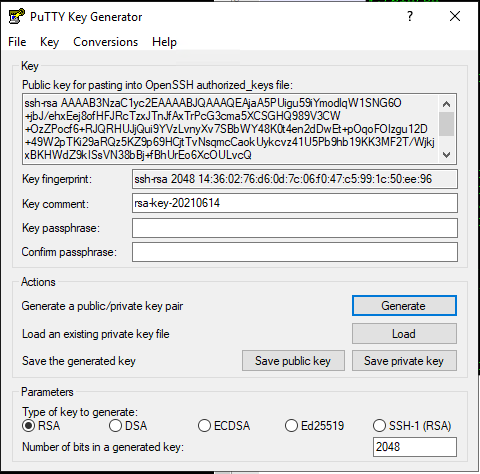 PuTTY Key Generator
File Key Conversions Help
Key
Public key for pasting into OpenSSH authorized_keys file:
ssh-rsa AAAAB3NzaC1yc2EAAAABJQAAAQEAjaA5PUigu59iYmodlqW1SNG6O
+jbJ/ehxEej8ofHFJRcTzxJTnJfAxTrPcG3cma5XCSGHQ989V3CW
+OzZPocf6+RJQRHUJjQui9YVzLvnyXv7SBbWY48K0t4en2dDwEt+pOqoFOIzgu12D
+49W2pTKi29aRQz5KZ9p69HCjtTvNsqmcCaokUykcvz41U5Pb9hb19KK3MF2T/Wjkj
xBKHWdZ9kISsVN38bBj+fBhUrEo6XcOULvcQ
Key fingerprint: ssh-rsa 2048 14:36:02:76:d6:0d:7c:06:f0:47:c5:99:1c:50:ee:96
Key comment: rsa-key-20210614
Key passphrase:
Confirm passphrase:
Actions
Generate a public/private key pair Generate
Load an existing private key file Load
Save the generated key Save public key Save private key
Parameters
Type of key to generate:
RSA DSA ECDSA Ed25519 SSH-1 (RSA)
Number of bits in a generated key: 2048